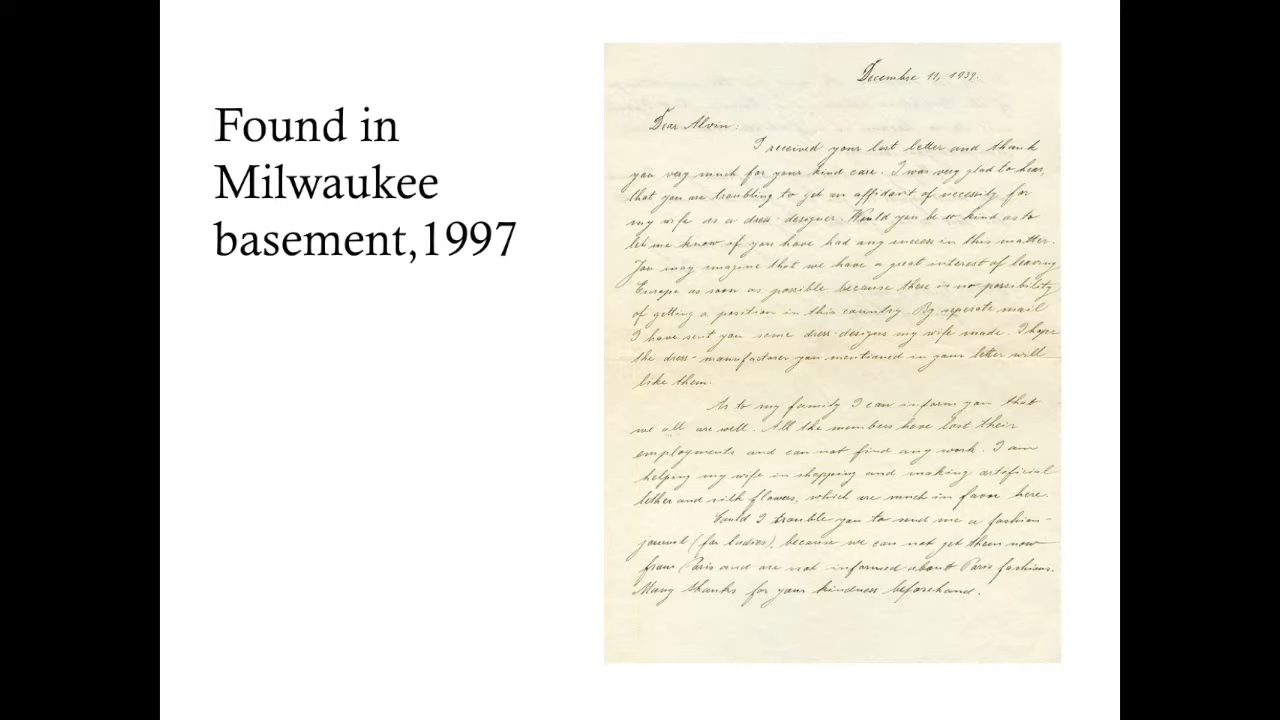 Found in
Milwaukee
basement,1997
Decembre 11, 1939.
Dear Alvin:
I received your last letter and thank
you very much for your kind care. I was very glad to hear,
that you are troubling to get an affidavit of necessity for
my wife as a dress-designer. Would you be so kind as to
let me know if you have had any success in this matter.
You may imagine that we have a great interest of leaving
Europe as soon as possible because there is no possibility
of getting a position in this country. By seperate mail
I have sent you some dress-designs my wife made. I hope
the dress-manufacturer you mentioned in your letter will
like them.
As to my family I can inform you that
we all are well. All the members have lost their
employments and can not find any work. I am
helping my wife in shopping and making artificial
lether and silk flowers, which are much in favor here.
Could I trouble you to send me a fashion-
journal (for ladies), because we can not get them now
from Paris and are not informed about Paris fashions.
Many thanks for your kindness beforehand.